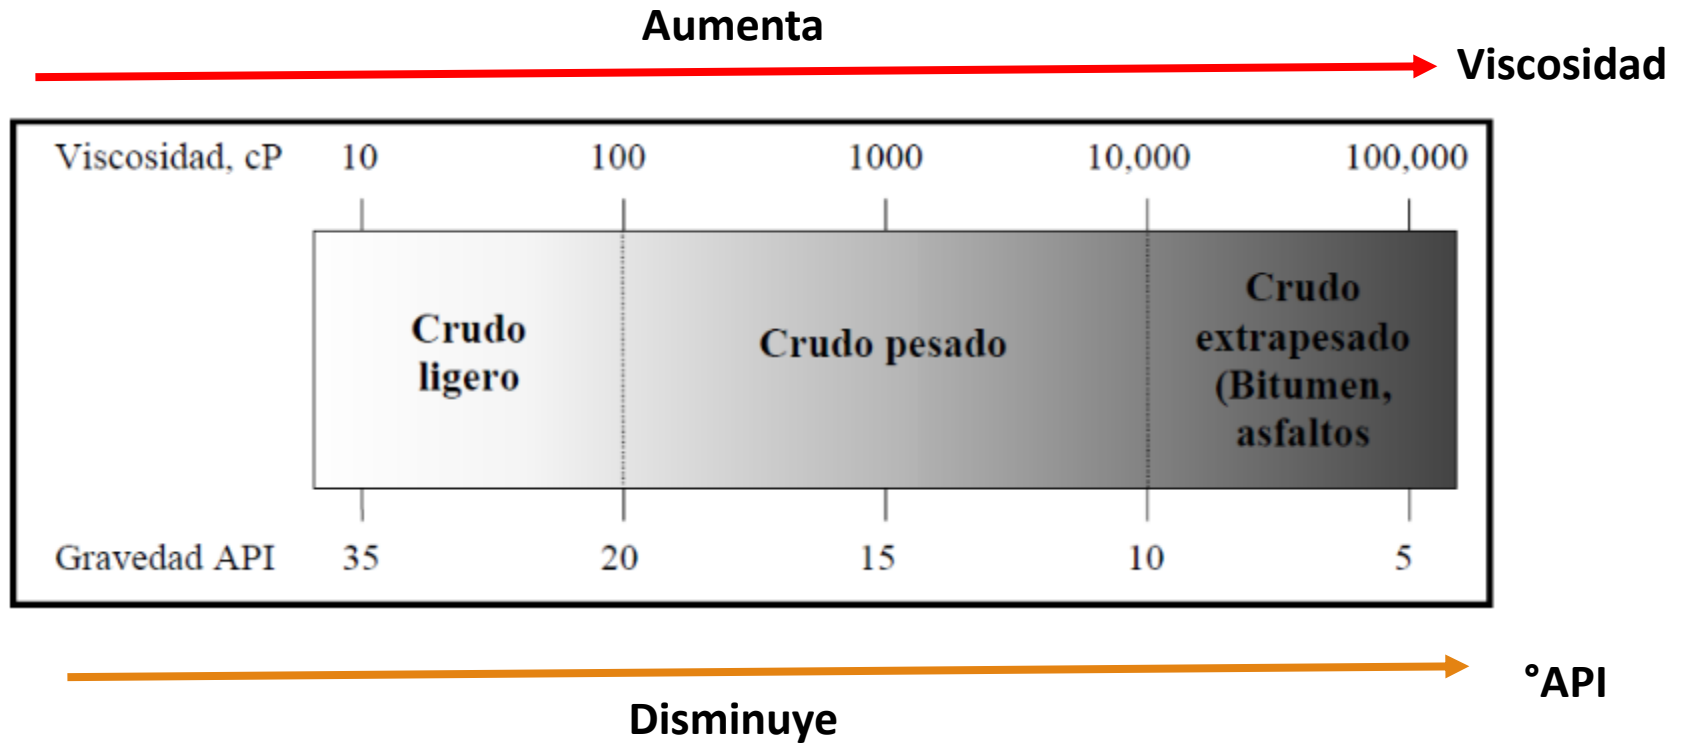 Aumenta
Viscosidad
Viscosidad, cP 10 100 1000 10,000 100,000
Crudo
ligero
Crudo pesado
Crudo
extrapesado
(Bitumen,
asfaltos
Gravedad API 35 20 15 10 5
°API
Disminuye